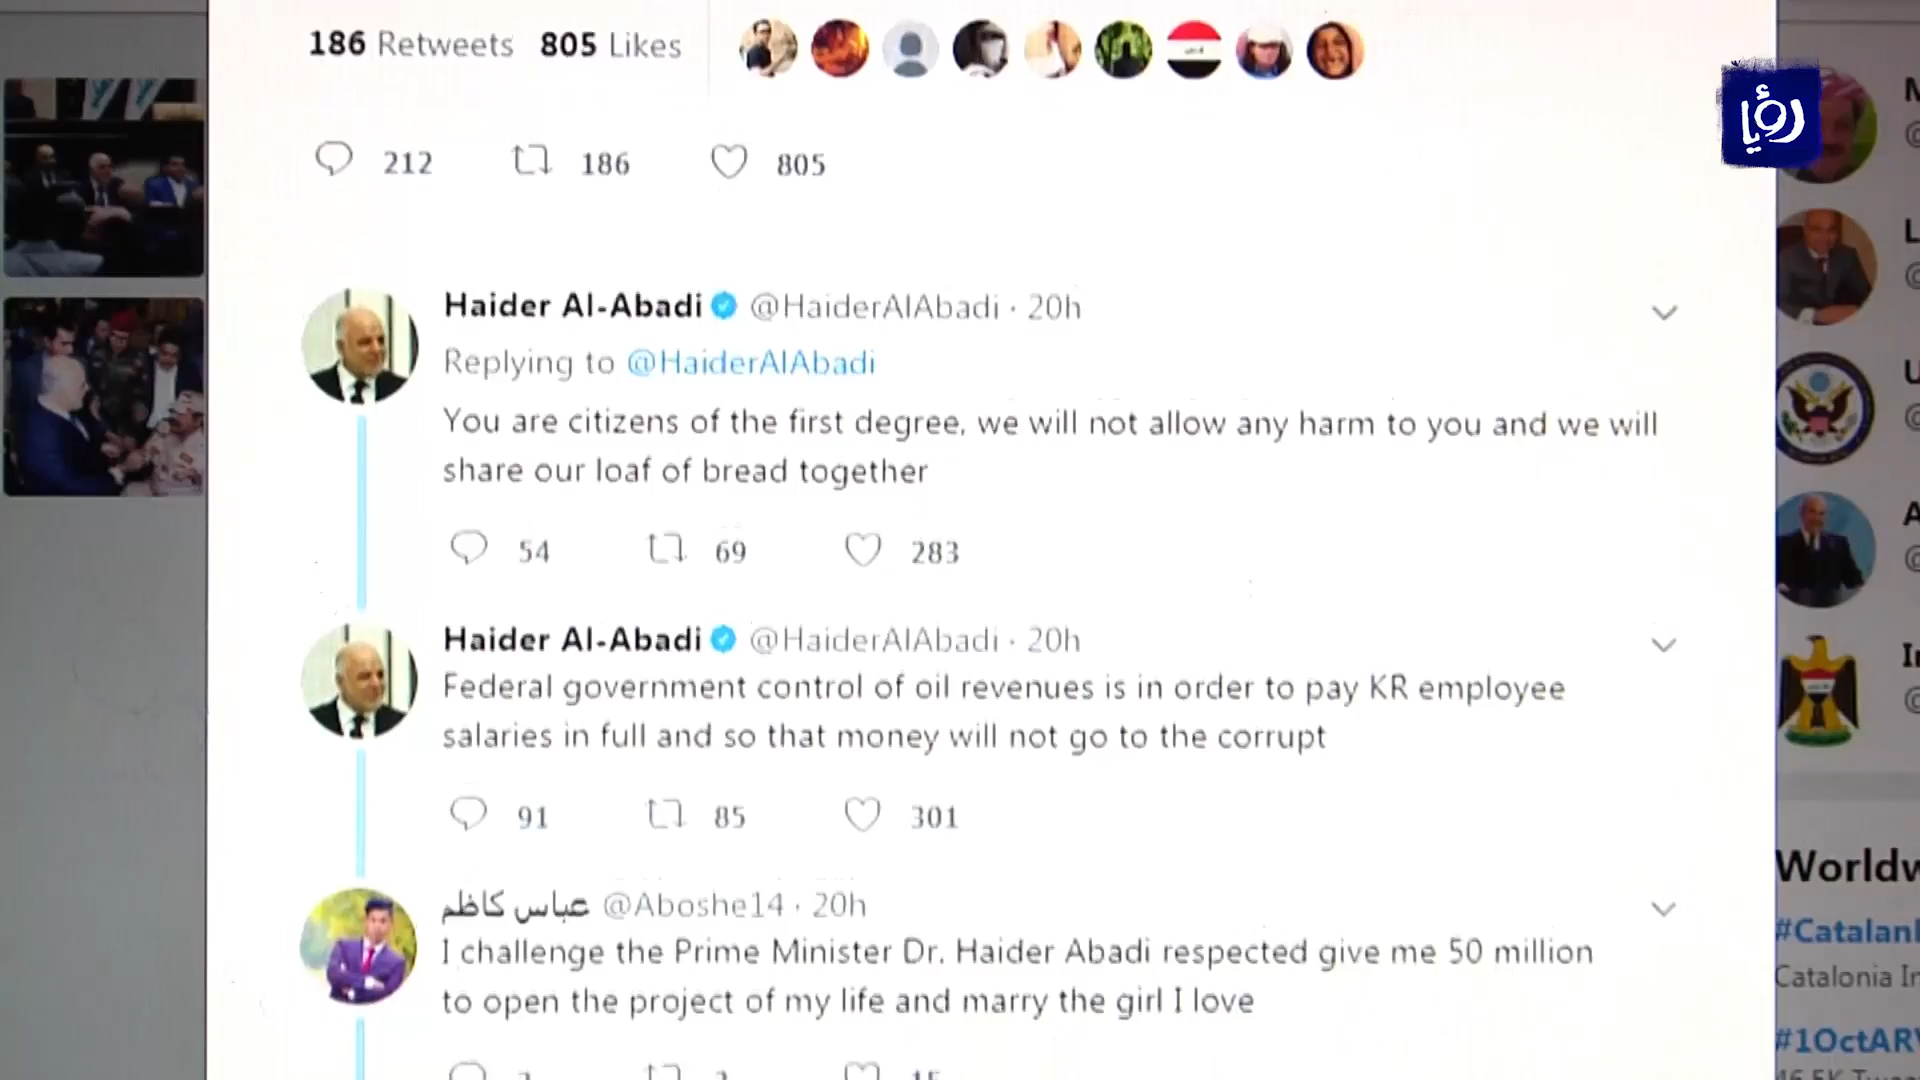 186 Retweets 805 Likes
رؤيا
212 186 805
Haider Al-Abadi @HaiderAlAbadi · 20h
Replying to @HaiderAlAbadi
You are citizens of the first degree, we will not allow any harm to you and we will
share our loaf of bread together
54 69 283
Haider Al-Abadi @HaiderAlAbadi · 20h
Federal government control of oil revenues is in order to pay KR employee
salaries in full and so that money will not go to the corrupt
91 85 301
عباس كاظم @Aboshe14 · 20h
I challenge the Prime Minister Dr. Haider Abadi respected give me 50 million
to open the project of my life and marry the girl I love
Worldw
#CatalanI
Catalonia In
#1OctARV